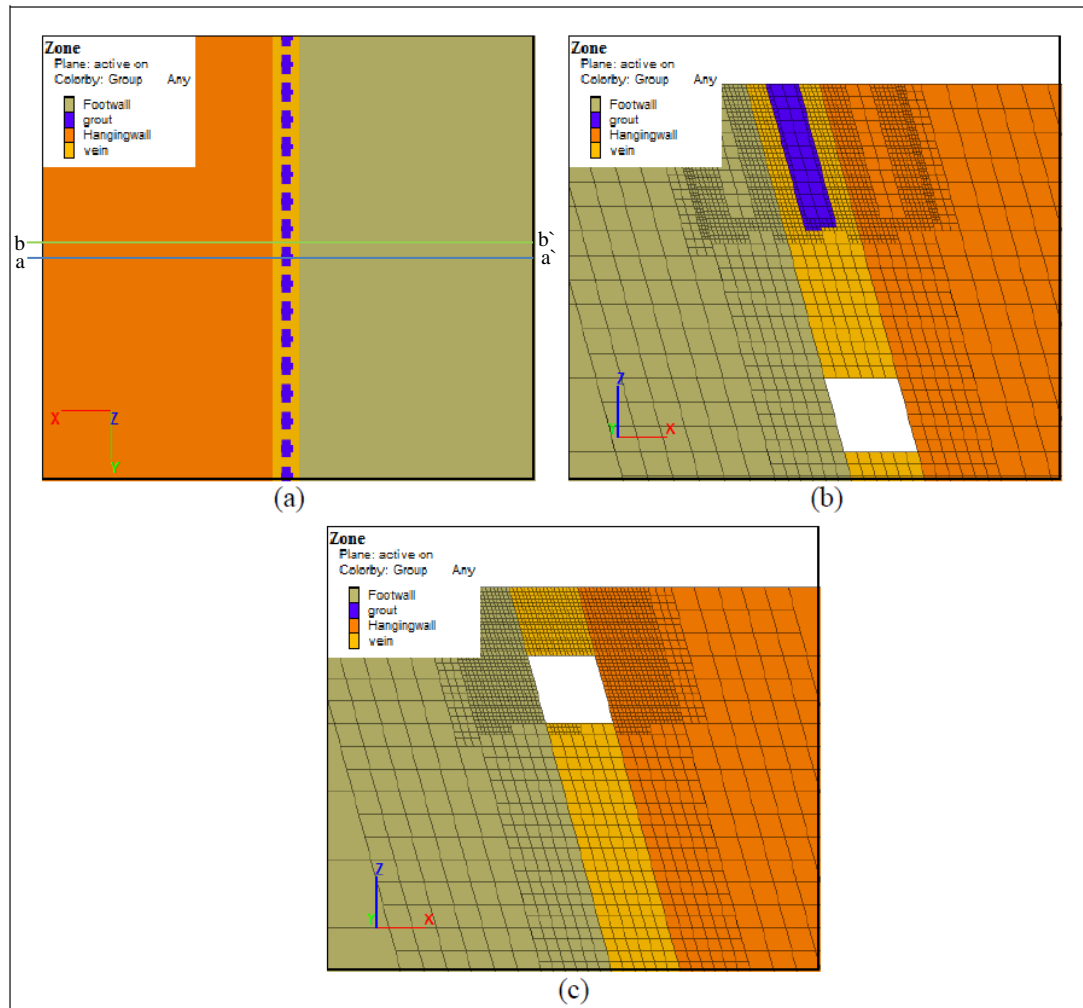 Zone
Plane: active on
Colorby: Group Any
Footwall
grout
Hangingwall
vein
b b`
a a`
X Z
Y
(a)
Zone
Plane: active on
Colorby: Group Any
Footwall
grout
Hangingwall
vein
Z
Y X
(b)
Zone
Plane: active on
Colorby: Group Any
Footwall
grout
Hangingwall
vein
Z
Y X
(c)